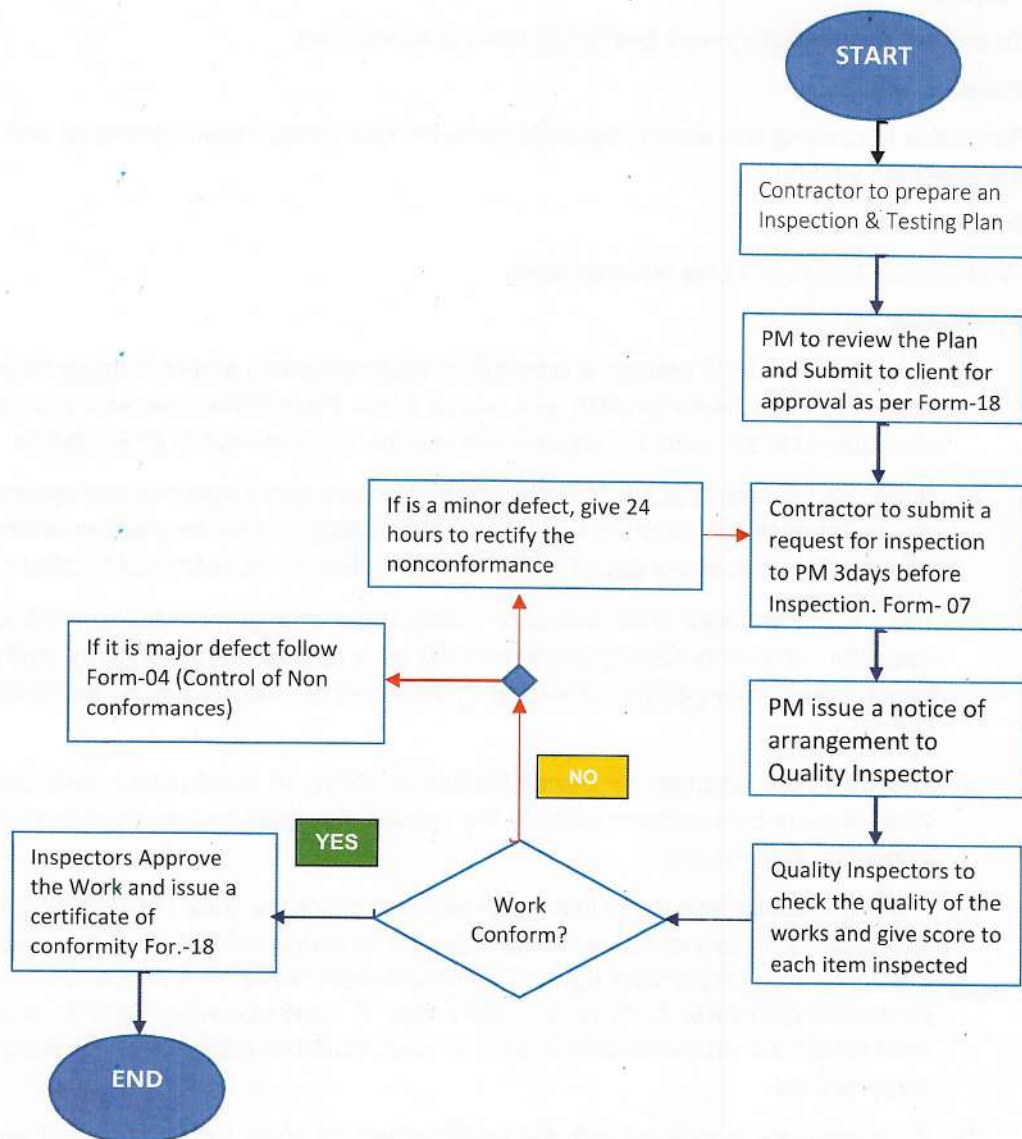 START
Contractor to prepare an
Inspection & Testing Plan
PM to review the Plan
and Submit to client for
approval as per Form-18
Contractor to submit a
request for inspection
to PM 3days before
Inspection. Form- 07
PM issue a notice of
arrangement to
Quality Inspector
Quality Inspectors to
check the quality of the
works and give score to
each item inspected
Work
Conform?
NO
If is a minor defect, give 24
hours to rectify the
nonconformance
If it is major defect follow
Form-04 (Control of Non
conformances)
YES
Inspectors Approve
the Work and issue a
certificate of
conformity For.-18
END